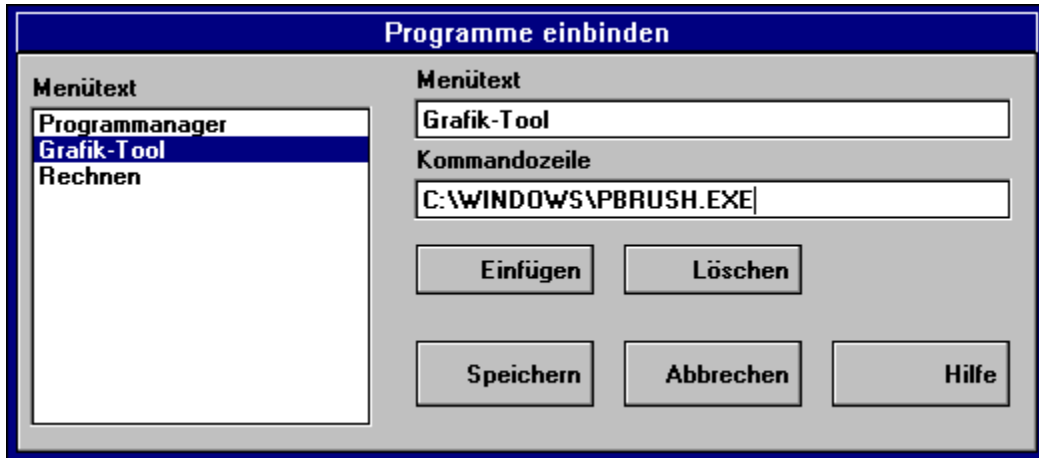 Programme einbinden
Menütext
Programmanager
Grafik-Tool
Rechnen
Menütext
Grafik-Tool
Kommandozeile
C:\WINDOWS\PBRUSH.EXE
Einfügen
Löschen
Speichern
Abbrechen
Hilfe